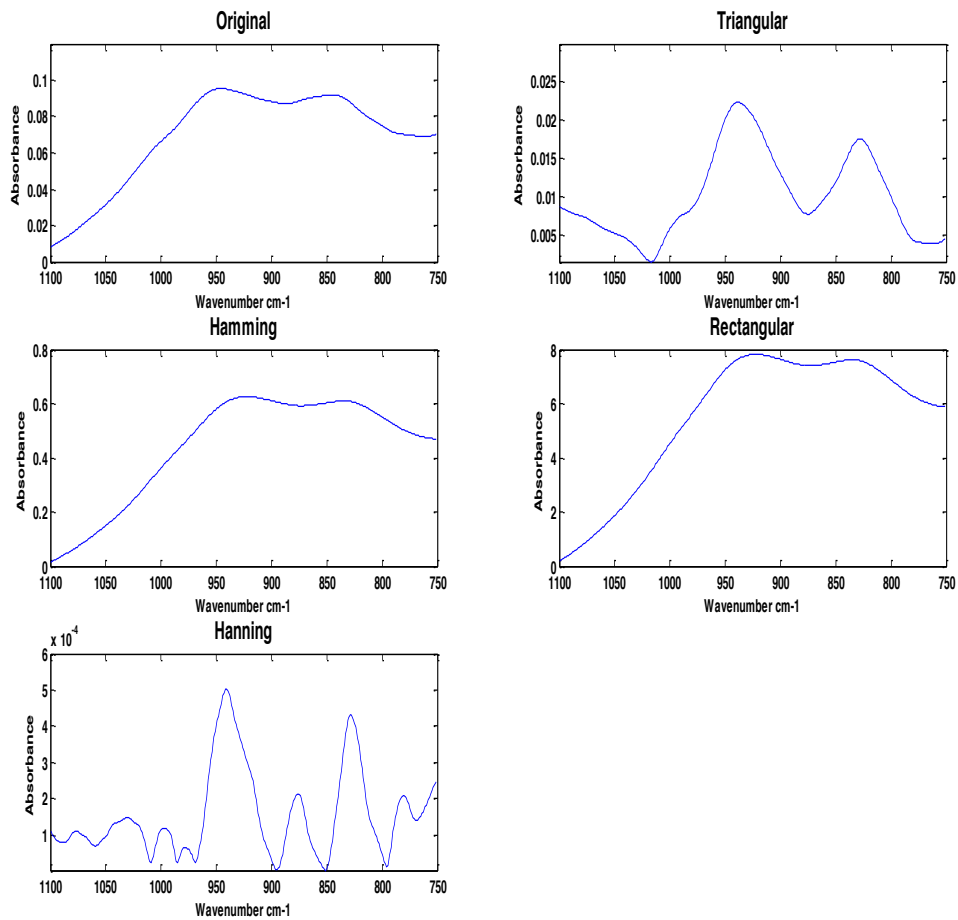 Original
Absorbance
0.1
0.08
0.06
0.04
0.02
0
1100 1050 1000 950 900 850 800 750
Wavenumber cm-1
Triangular
Absorbance
0.025
0.02
0.015
0.01
0.005
1100 1050 1000 950 900 850 800 750
Wavenumber cm-1
Hamming
Absorbance
0.8
0.6
0.4
0.2
0
1100 1050 1000 950 900 850 800 750
Wavenumber cm-1
Rectangular
Absorbance
8
6
4
2
0
1100 1050 1000 950 900 850 800 750
Wavenumber cm-1
Hanning
x 10-4
Absorbance
6
5
4
3
2
1
1100 1050 1000 950 900 850 800 750
Wavenumber cm-1